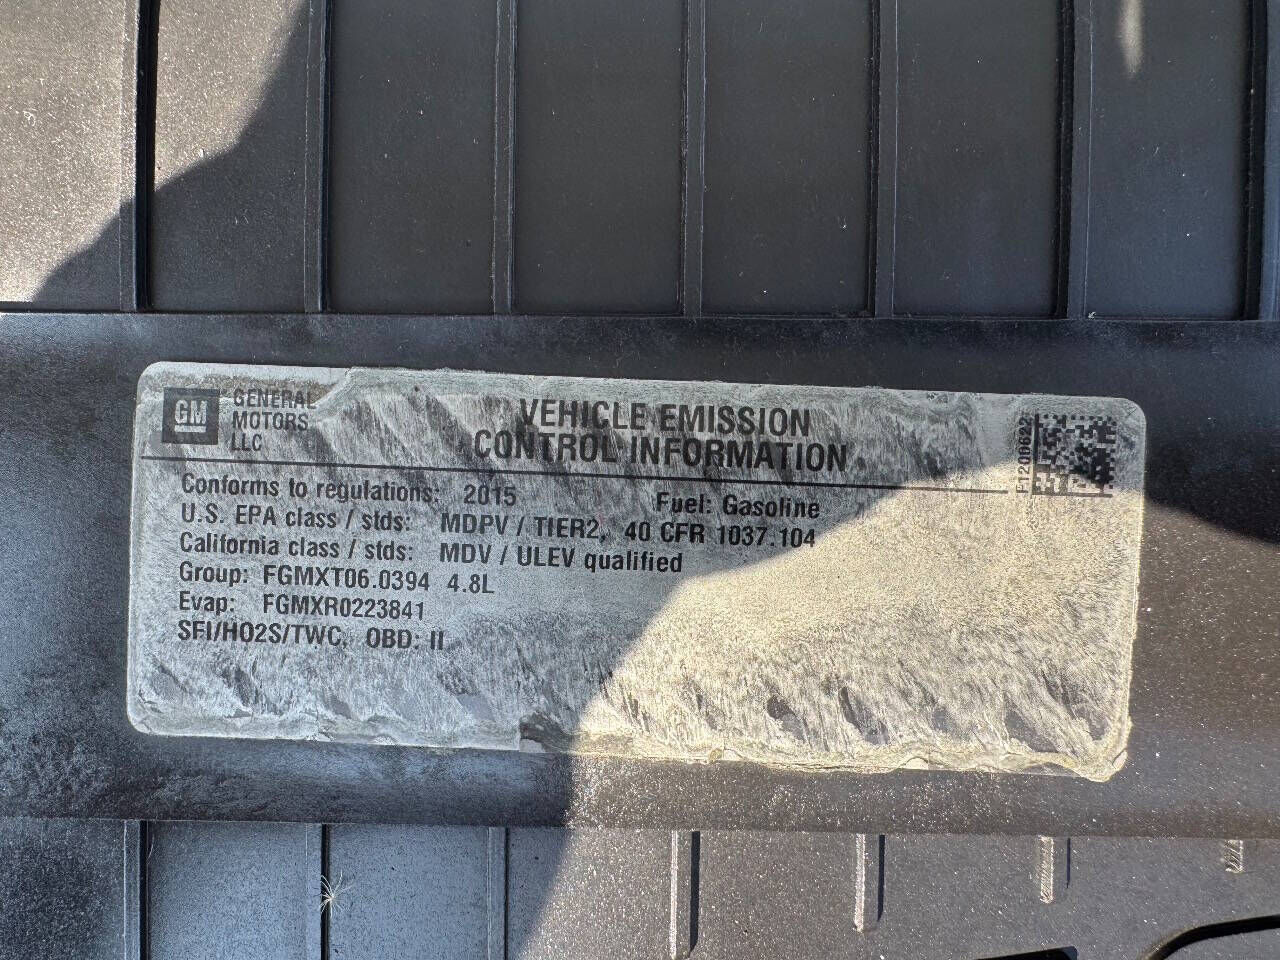 GM
GENERAL
MOTORS
LLC
VEHICLE EMISSION
CONTROL INFORMATION
Conforms to regulations: 2015 Fuel: Gasoline
U.S. EPA class / stds: MDPV / TIER2, 40 CFR 1037.104
California class / stds: MDV / ULEV qualified
Group: FGMXT06.0394 4.8L
Evap: FGMXR0223841
SFI/HO2S/TWC, OBD: II